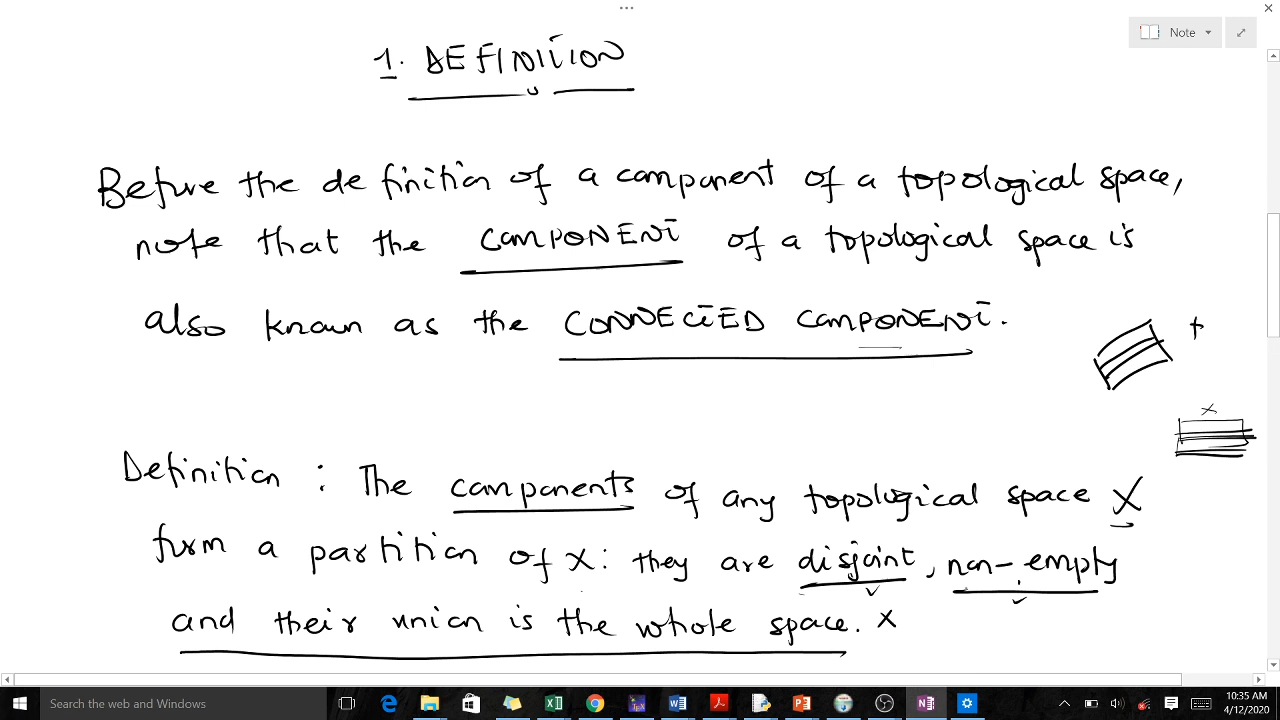 Note
1. DEFINITION
Before the definition of a component of a topological space,
note that the COMPONENT of a topological space is
also known as the CONNECTED COMPONENT.
X
Definition : The components of any topological space X
form a partition of X: they are disjoint, non-empty
and their union is the whole space. X
Search the web and Windows
10:35 AM
4/12/2020